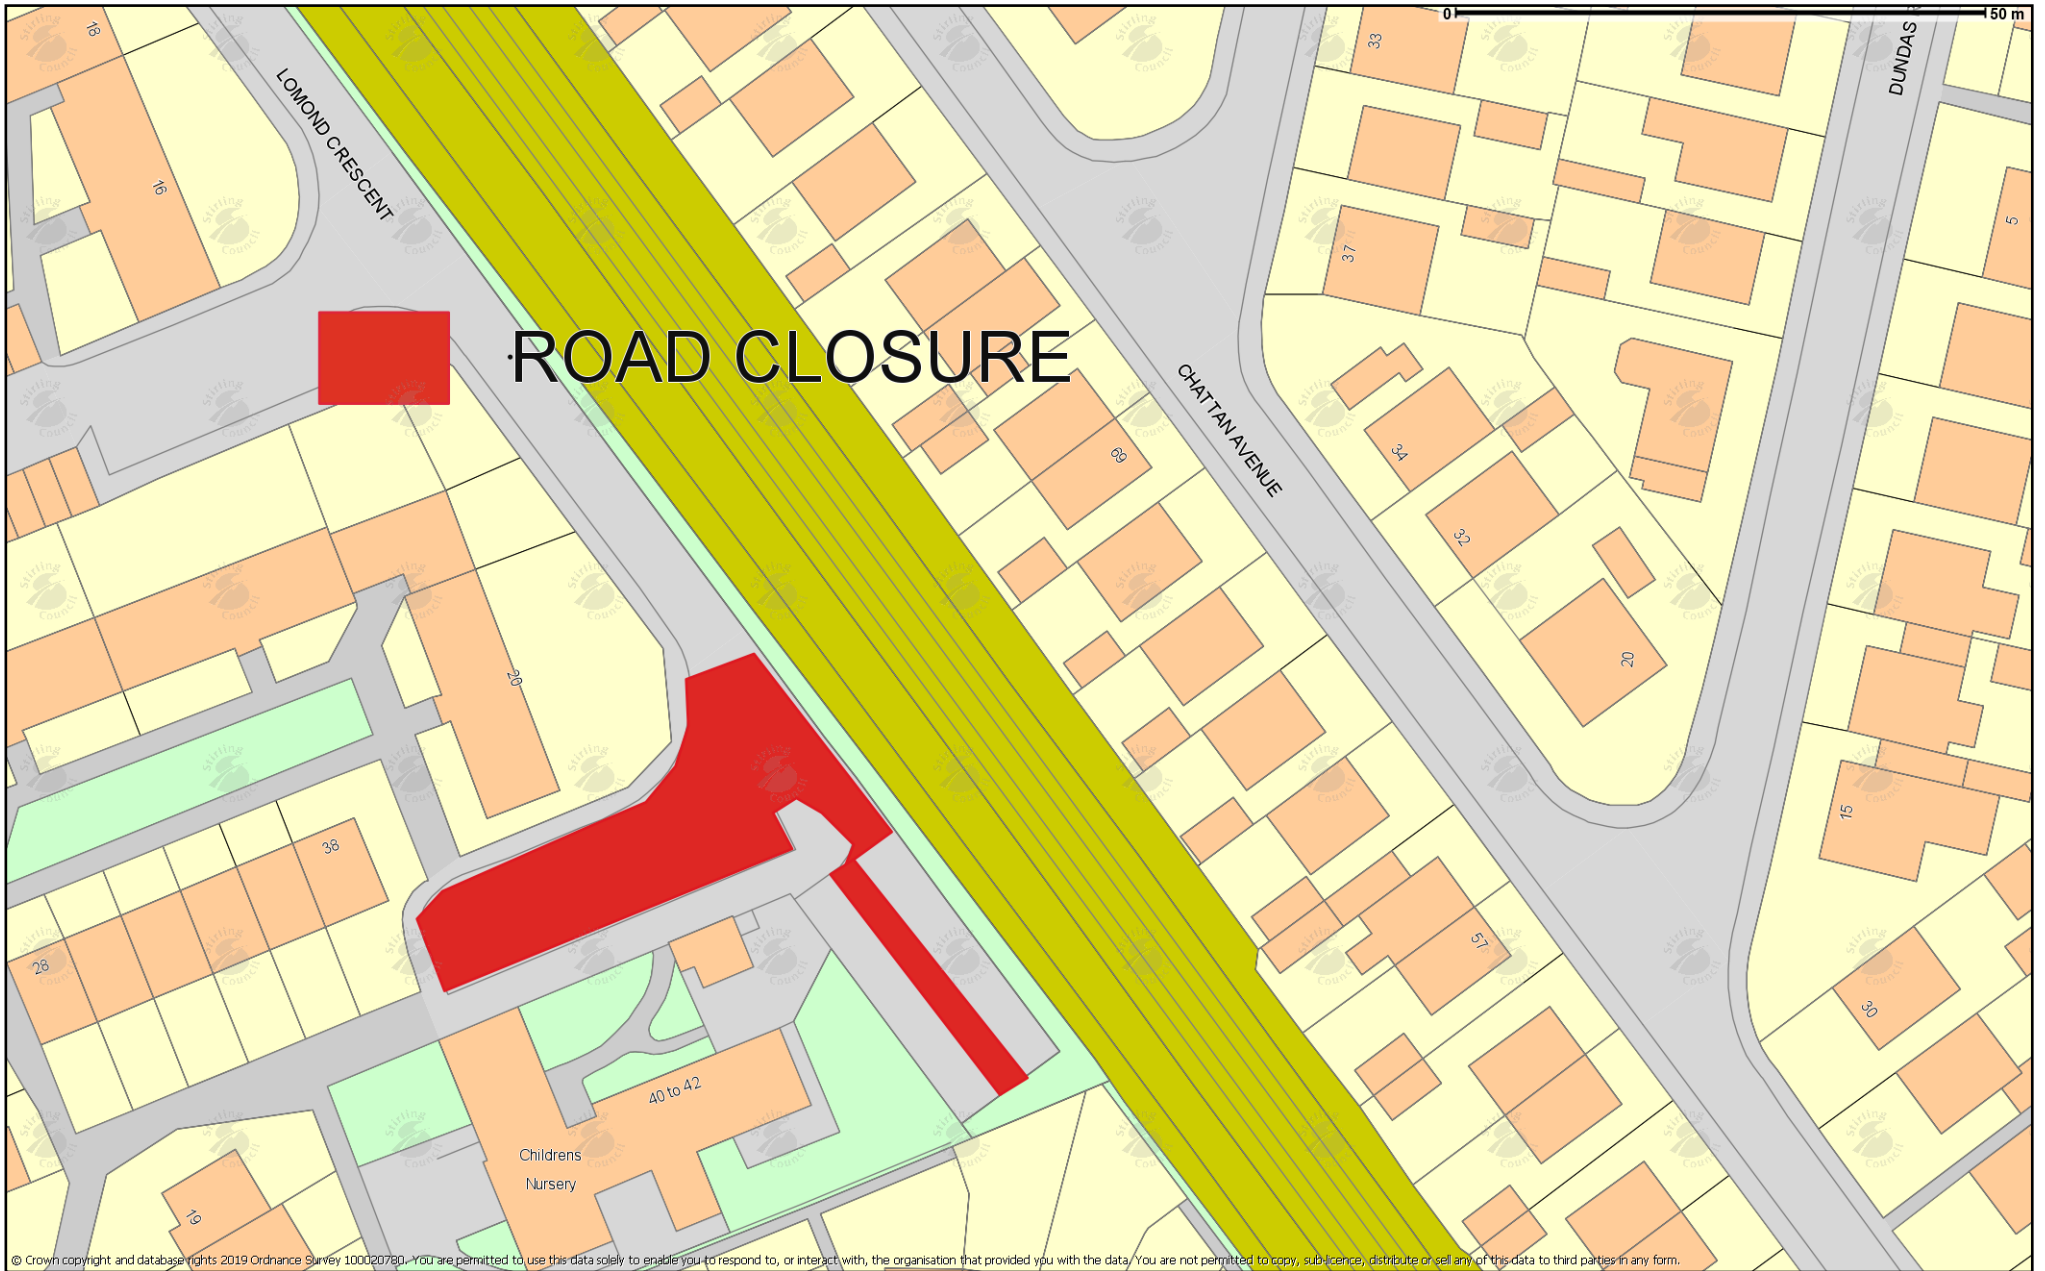 0 50 m
18
33
DUNDAS
LOMOND CRESCENT
16
5
37
ROAD CLOSURE
CHATTAN AVENUE
69
34
32
20
20
15
38
57
28
30
40 to 42
Childrens
Nursery
19
© Crown copyright and database rights 2019 Ordnance Survey 100020780. You are permitted to use this data solely to enable you to respond to, or interact with, the organisation that provided you with the data. You are not permitted to copy, sub-licence, distribute or sell any of this data to third parties in any form.
Stirling
Council